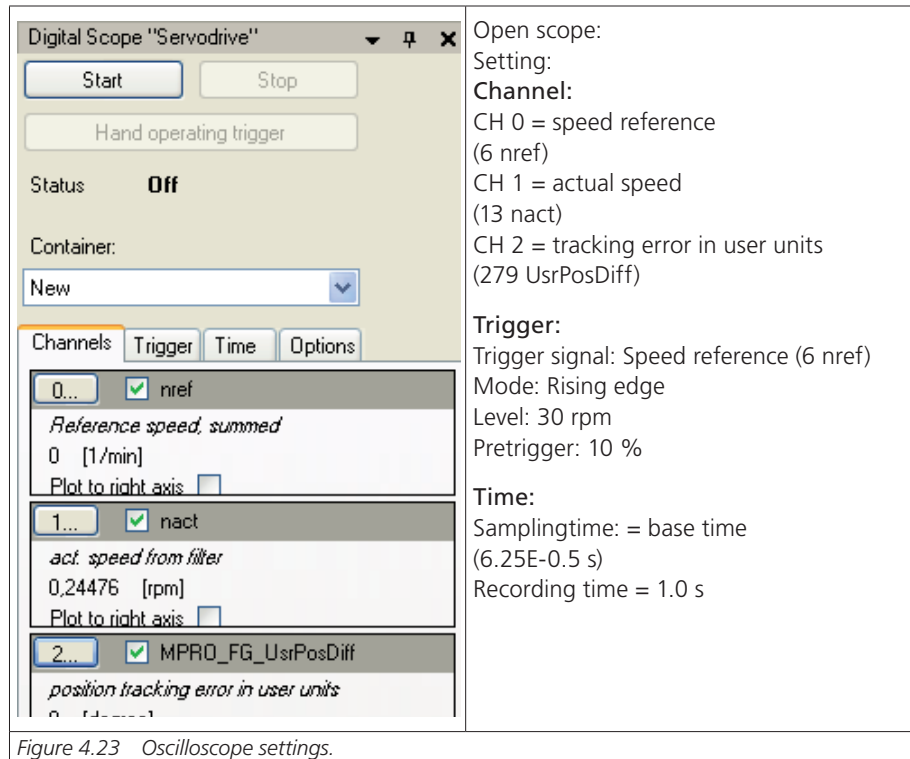 Digital Scope "Servodrive"
Start
Stop
Hand operating trigger
Status Off
Container:
New
Channels Trigger Time Options
0... nref
Reference speed, summed
0 [1/min]
Plot to right axis
1... nact
act. speed from filter
0,24476 [rpm]
Plot to right axis
2... MPRO_FG_UsrPosDiff
position tracking error in user units
Open scope:
Setting:
Channel:
CH 0 = speed reference
(6 nref)
CH 1 = actual speed
(13 nact)
CH 2 = tracking error in user units
(279 UsrPosDiff)
Trigger:
Trigger signal: Speed reference (6 nref)
Mode: Rising edge
Level: 30 rpm
Pretrigger: 10 %
Time:
Samplingtime: = base time
(6.25E-0.5 s)
Recording time = 1.0 s
Figure 4.23 Oscilloscope settings.